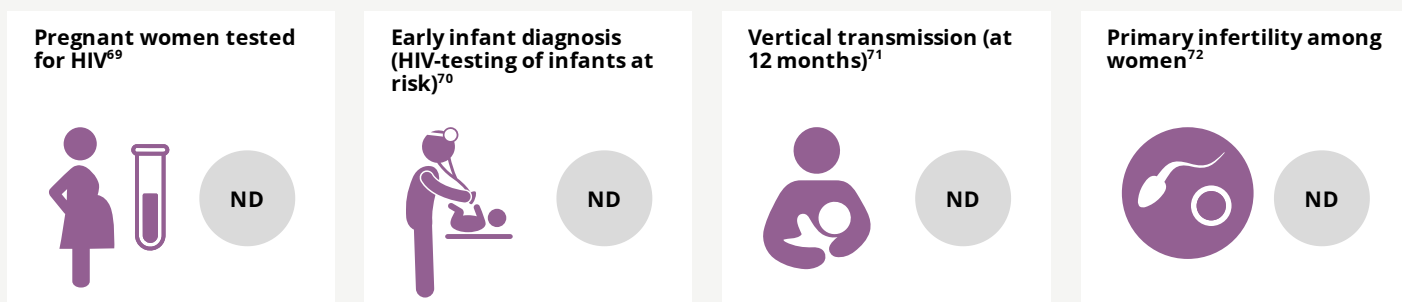 Pregnant women tested
for HIV69
ND
Early infant diagnosis
(HIV-testing of infants at
risk)70
ND
Vertical transmission (at
12 months)71
ND
Primary infertility among
women72
ND